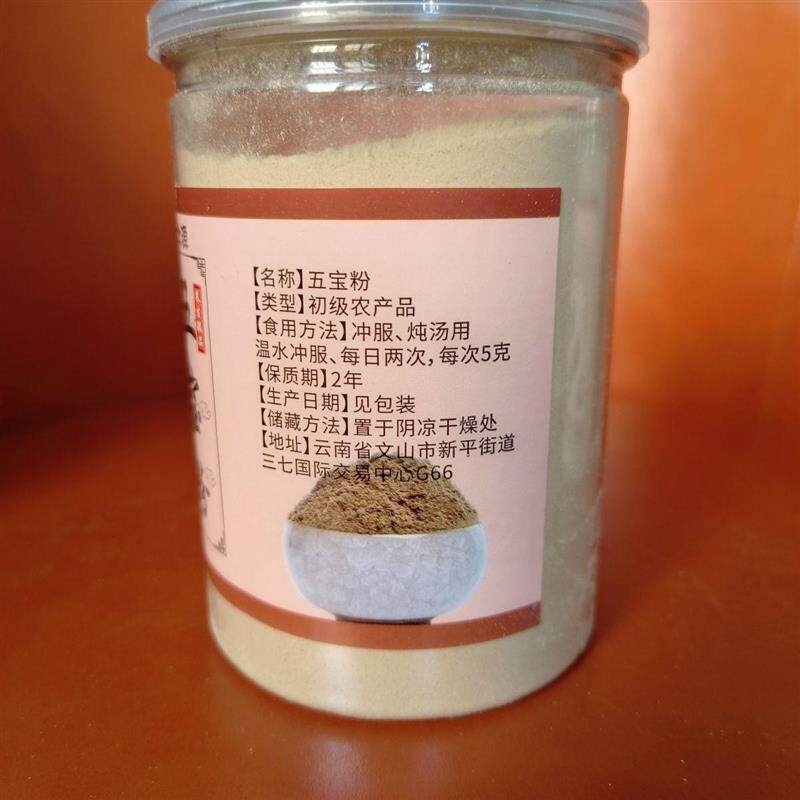 【名称】五宝粉
【类型】初级农产品
【食用方法】冲服、炖汤用
温水冲服、每日两次，每次5克
【保质期】2年
【生产日期】见包装
【储藏方法】置于阴凉干燥处
【地址】云南省文山市新平街道
三七国际交易中心G66